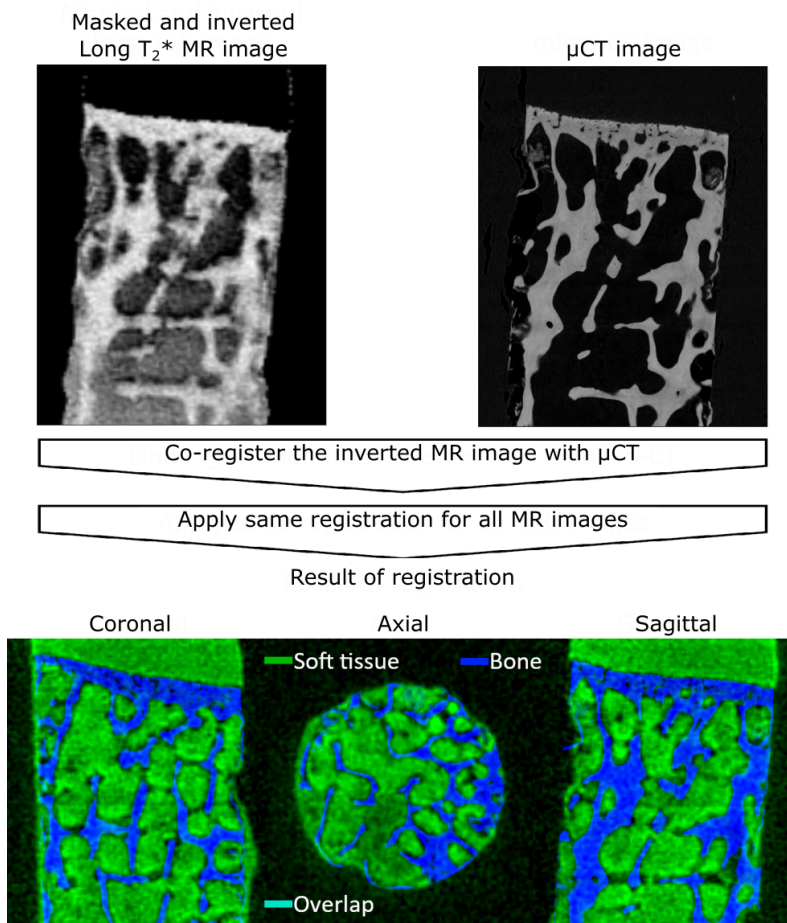 Masked and inverted
Long T₂* MR image
µCT image
Co-register the inverted MR image with µCT
Apply same registration for all MR images
Result of registration
Coronal
Axial
Sagittal
Soft tissue
Bone
Overlap